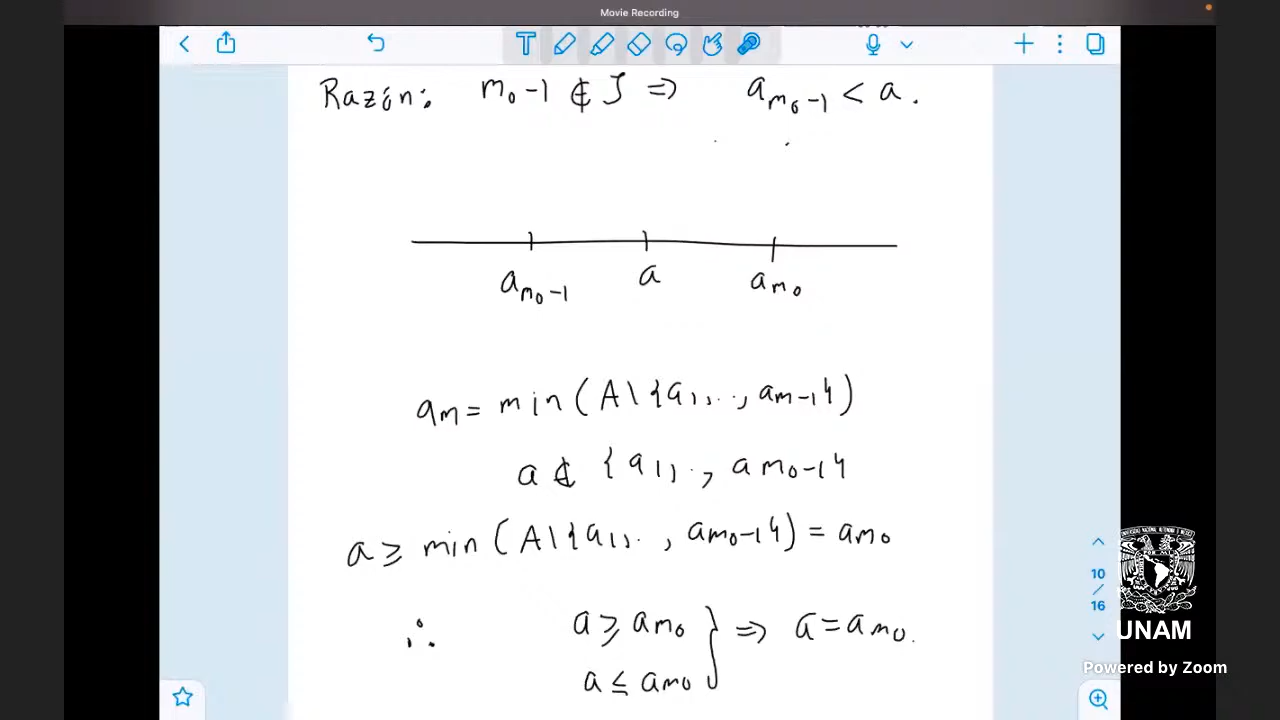 Movie Recording
Razón: m₀-1 ∉ J ⇒ a_{m₀-1} < a.
a_{m₀-1} a a_{m₀}
a_m = min (A \ {a₁, .., a_{m-1}})
a ∉ {a₁, .., a_{m₀-1}}
a ≥ min (A \ {a₁, .., a_{m₀-1}}) = a_{m₀}
∴ a ≥ a_{m₀} } ⇒ a = a_{m₀}.
a ≤ a_{m₀}
10
/
16
UNAM
Powered by Zoom